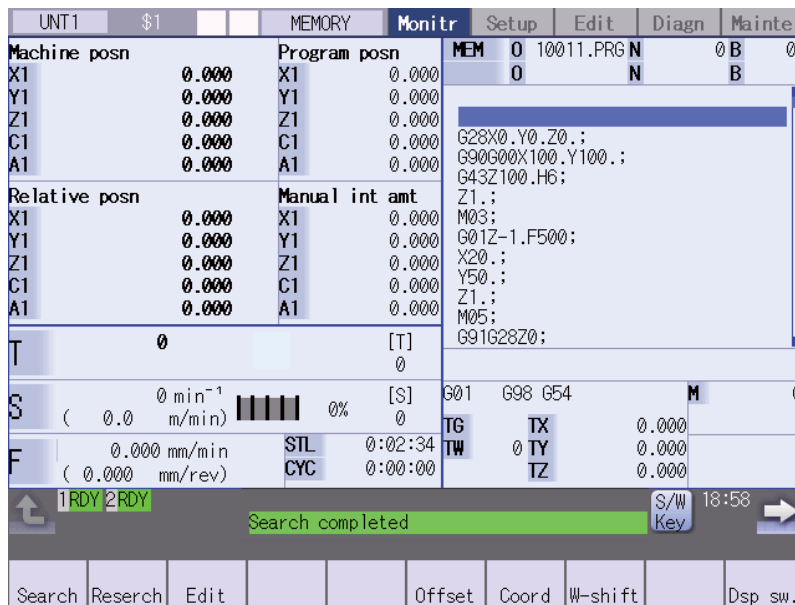 UNT1 $1 MEMORY Monitr Setup Edit Diagn Mainte
Machine posn
X1 0.000
Y1 0.000
Z1 0.000
C1 0.000
A1 0.000
Program posn
X1 0.000
Y1 0.000
Z1 0.000
C1 0.000
A1 0.000
Relative posn
X1 0.000
Y1 0.000
Z1 0.000
C1 0.000
A1 0.000
Manual int amt
X1 0.000
Y1 0.000
Z1 0.000
C1 0.000
A1 0.000
T 0 [T]
0
S 0 min⁻¹ 0% [S]
( 0.0 m/min) 0
F 0.000 mm/min STL 0:02:34
( 0.000 mm/rev) CYC 0:00:00
MEM O 10011.PRG N 0 B 0
O N B
G28X0.Y0.Z0.;
G90G00X100.Y100.;
G43Z100.H6;
Z1.;
M03;
G01Z-1.F500;
X20.;
Y50.;
Z1.;
M05;
G91G28Z0;
G01 G98 G54 M
TG TX 0.000
TW 0 TY 0.000
TZ 0.000
1RDY 2RDY S/W Key 18:58
Search completed
Search Reserch Edit Offset Coord W-shift Dsp sw.